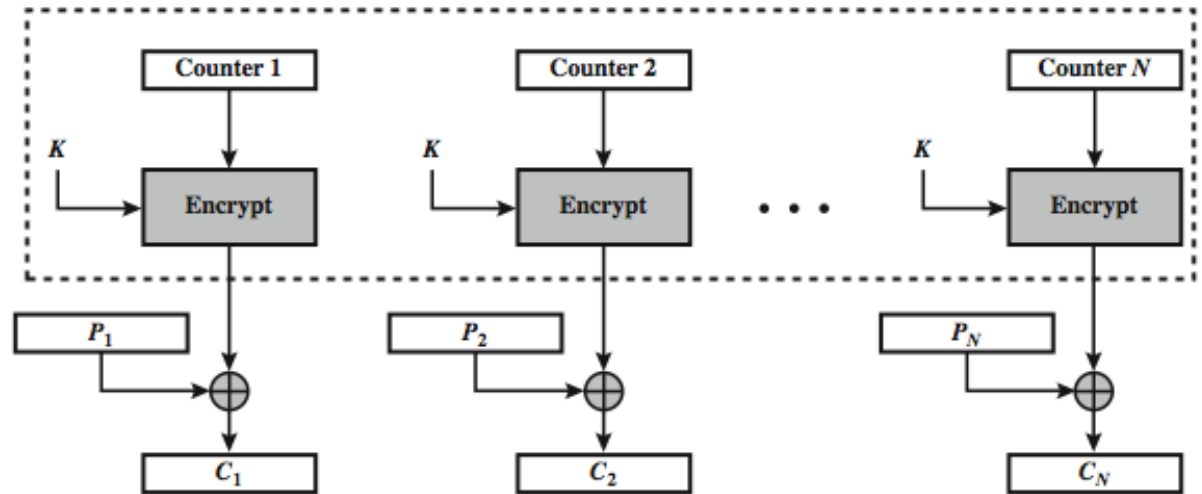 Counter 1 Counter 2 Counter N
K K K
Encrypt Encrypt • • • Encrypt
P1 P2 PN
C1 C2 CN